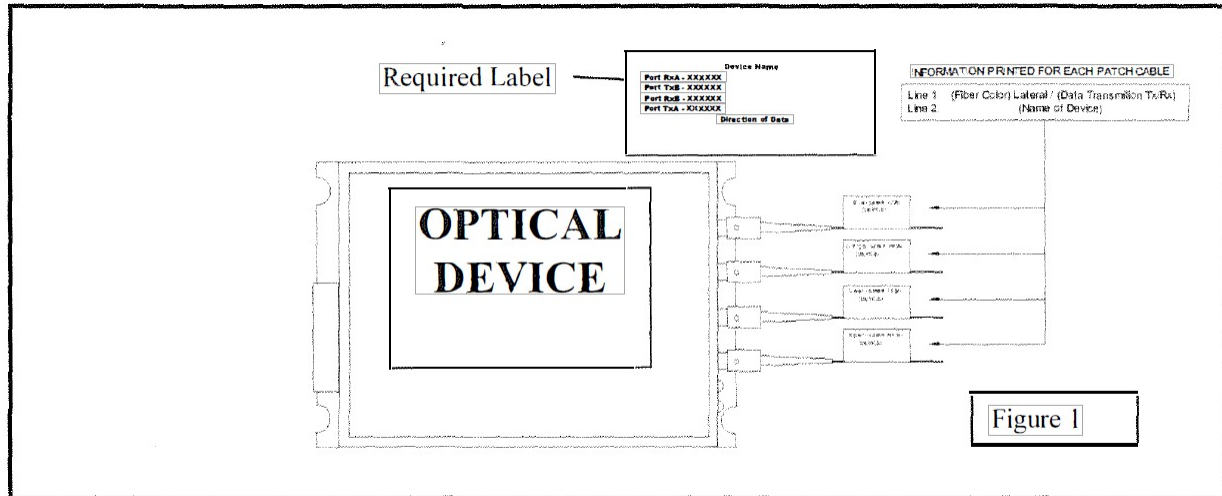 Required Label
Device Name
Port RxA - XXXXXX
Port TxB - XXXXXX
Port RxB - XXXXXX
Port TxA - XXXXXX
Direction of Data
INFORMATION PRINTED FOR EACH PATCH CABLE
Line 1 (Fiber Color) Lateral / (Data Transmition Tx/Rx)
Line 2 (Name of Device)
OPTICAL
DEVICE
Figure 1